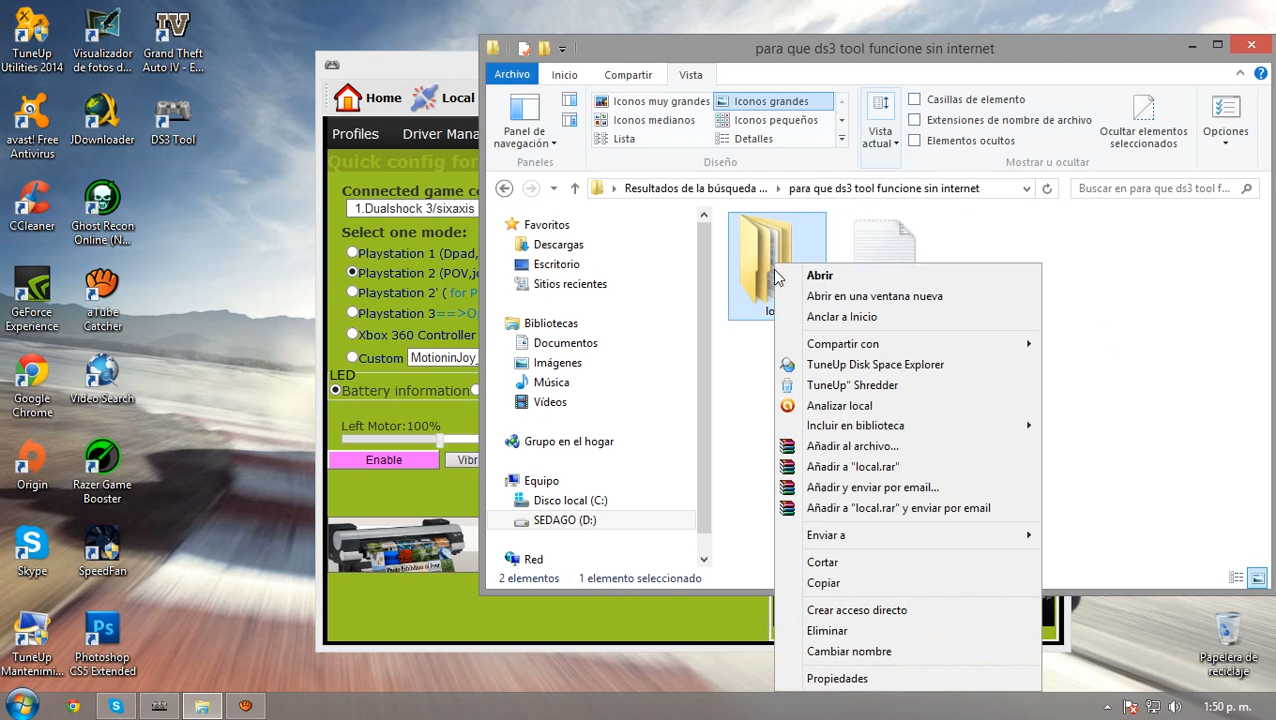 TuneUp
Utilities 2014
Visualizador
de fotos d...
Grand Theft
Auto IV - E...
avast! Free
Antivirus
JDownloader
DS3 Tool
CCleaner
Ghost Recon
Online (N...
GeForce
Experience
aTube
Catcher
Google
Chrome
Video Search
Origin
Razer Game
Booster
Skype
SpeedFan
TuneUp
Mantenimi...
Photoshop
CS5 Extended
Home
Local
Profiles
Driver Mana
Quick config for
Connected game co
1.Dualshock 3/sixaxis
Select one mode:
Playstation 1 (Dpad,
Playstation 2 (POV,jo
Playstation 2' ( for P
Playstation 3==>Op
Xbox 360 Controller
Custom
MotioninJoy_
LED
Battery information
Left Motor:100%
Enable
Vibr
para que ds3 tool funcione sin internet
Archivo
Inicio
Compartir
Vista
Panel de
navegación
Paneles
Iconos muy grandes
Iconos grandes
Iconos medianos
Iconos pequeños
Lista
Detalles
Diseño
Vista
actual
Casillas de elemento
Extensiones de nombre de archivo
Elementos ocultos
Ocultar elementos
seleccionados
Mostrar u ocultar
Opciones
Resultados de la búsqueda ...
para que ds3 tool funcione sin internet
Buscar en para que ds3 tool f...
Favoritos
Descargas
Escritorio
Sitios recientes
Bibliotecas
Documentos
Imágenes
Música
Vídeos
Grupo en el hogar
Equipo
Disco local (C:)
SEDAGO (D:)
Red
lo
2 elementos
1 elemento seleccionado
Abrir
Abrir en una ventana nueva
Anclar a Inicio
Compartir con
TuneUp Disk Space Explorer
TuneUp" Shredder
Analizar local
Incluir en biblioteca
Añadir al archivo...
Añadir a "local.rar"
Añadir y enviar por email...
Añadir a "local.rar" y enviar por email
Enviar a
Cortar
Copiar
Crear acceso directo
Eliminar
Cambiar nombre
Propiedades
Papelera de
reciclaje
1:50 p. m.